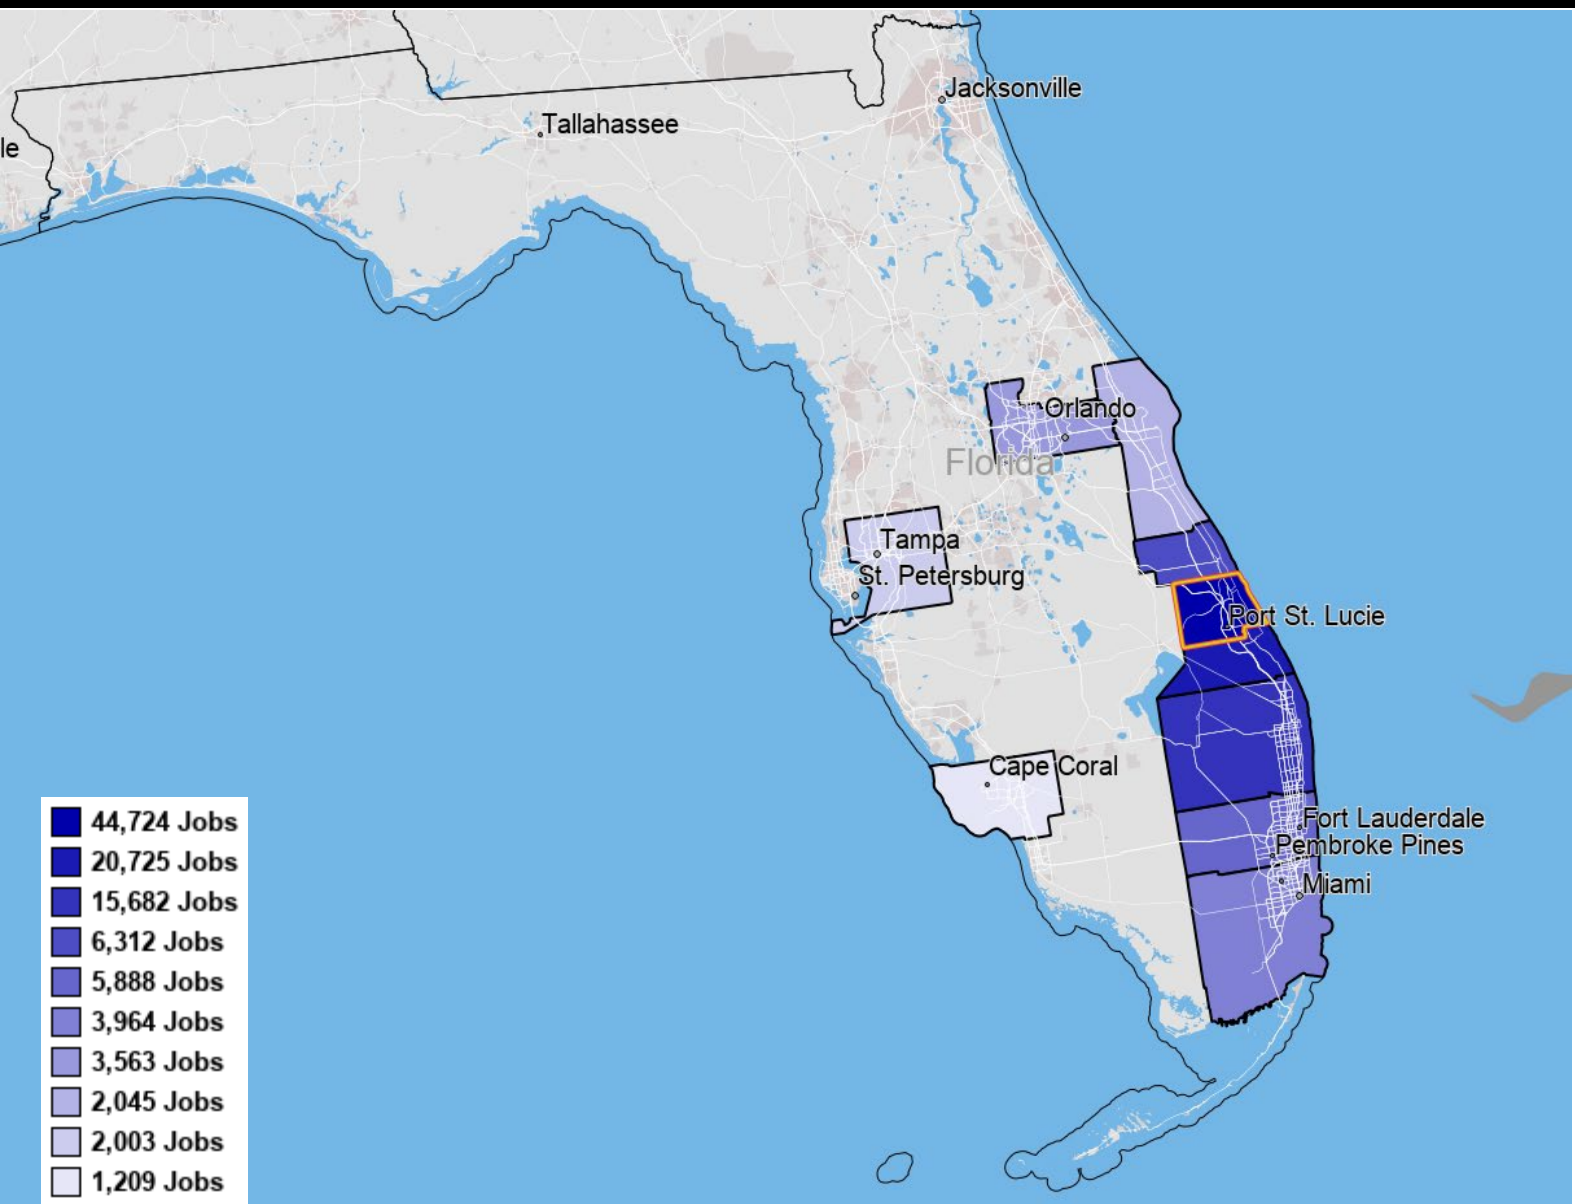 Jacksonville
Tallahassee
le
Orlando
Florida
Tampa
St. Petersburg
Port St. Lucie
Cape Coral
Fort Lauderdale
Pembroke Pines
Miami
44,724 Jobs
20,725 Jobs
15,682 Jobs
6,312 Jobs
5,888 Jobs
3,964 Jobs
3,563 Jobs
2,045 Jobs
2,003 Jobs
1,209 Jobs